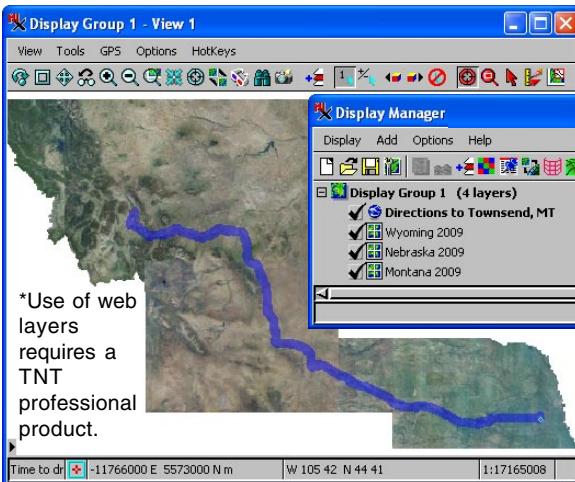 Display Group 1 - View 1
View Tools GPS Options HotKeys
1
Display Manager
Display Add Options Help
Display Group 1 (4 layers)
Directions to Townsend, MT
Wyoming 2009
Nebraska 2009
Montana 2009
*Use of web
layers
requires a
TNT
professional
product.
Time to dr -11766000 E 5573000 N m W 105 42 N 44 41 1:17165008